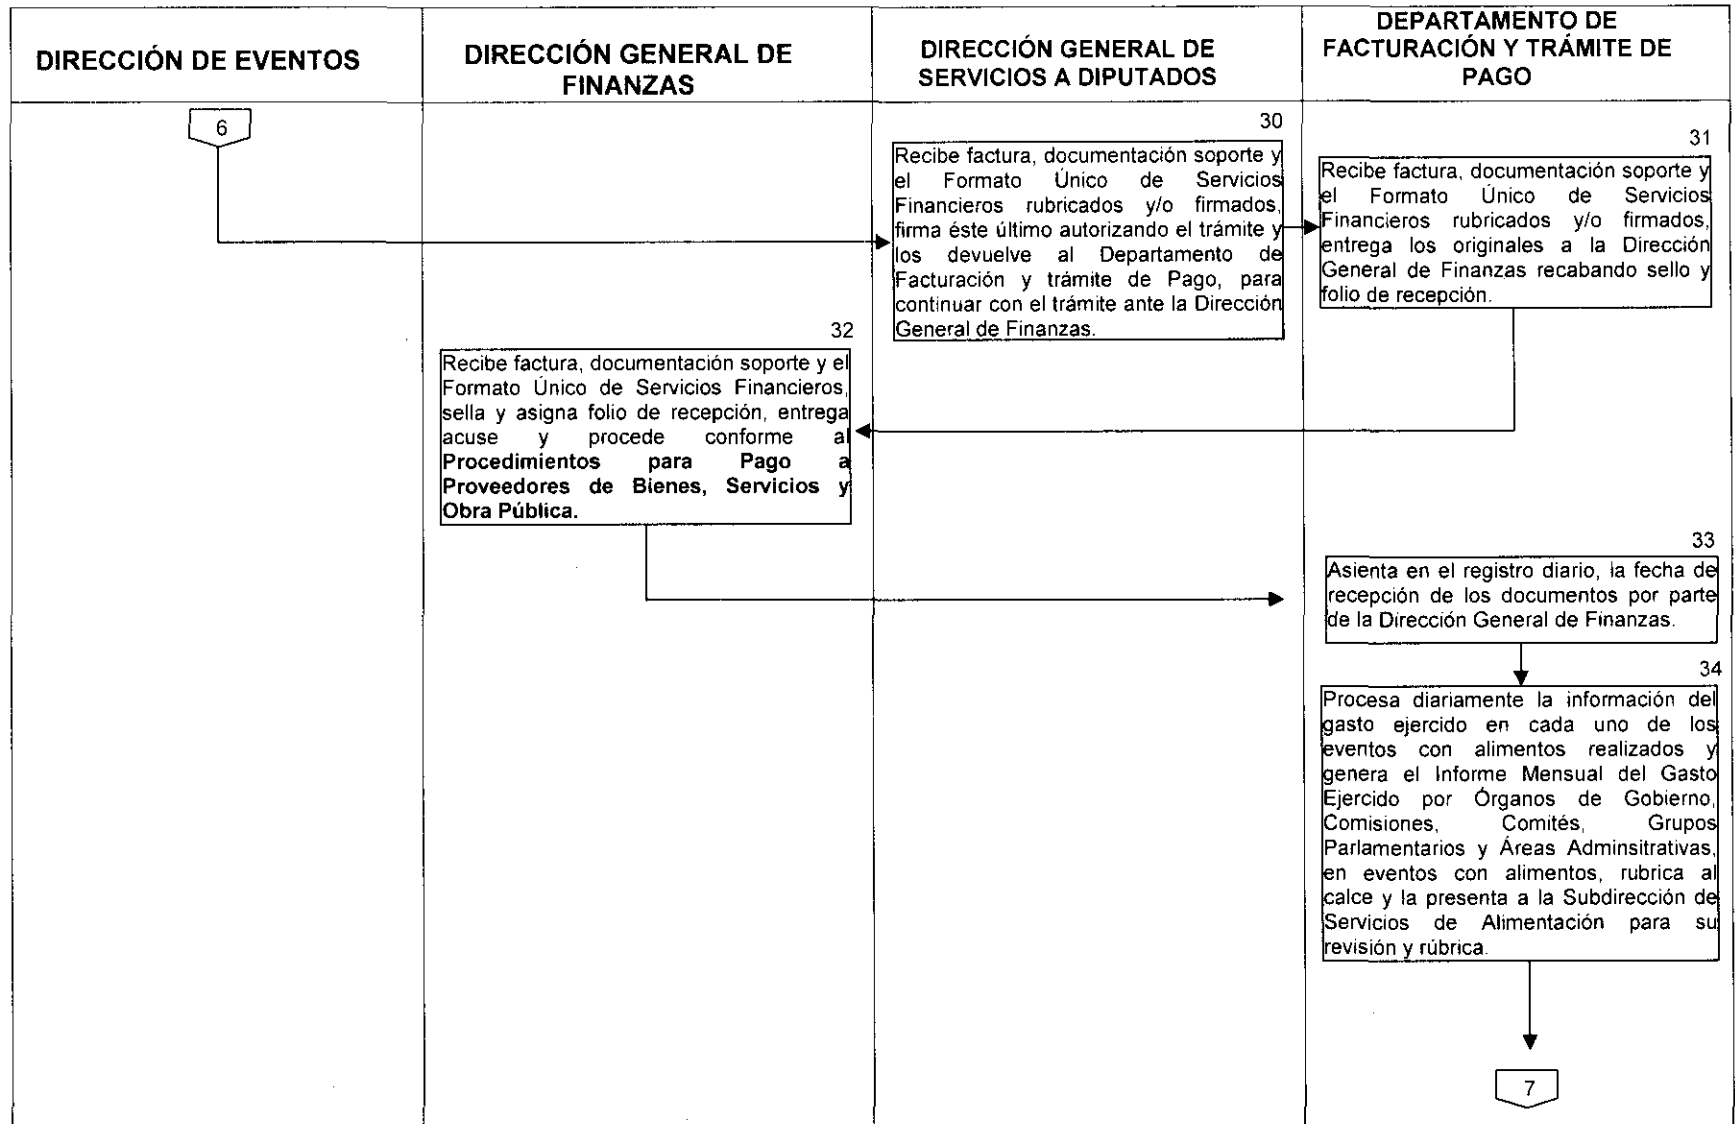 DIRECCIÓN DE EVENTOS
DIRECCIÓN GENERAL DE
FINANZAS
DIRECCIÓN GENERAL DE
SERVICIOS A DIPUTADOS
DEPARTAMENTO DE
FACTURACIÓN Y TRÁMITE DE
PAGO
6
30
Recibe factura, documentación soporte y
el Formato Único de Servicios
Financieros rubricados y/o firmados,
firma éste último autorizando el trámite y
los devuelve al Departamento de
Facturación y trámite de Pago, para
continuar con el trámite ante la Dirección
General de Finanzas.
31
Recibe factura, documentación soporte y
el Formato Único de Servicios
Financieros rubricados y/o firmados,
entrega los originales a la Dirección
General de Finanzas recabando sello y
folio de recepción.
32
Recibe factura, documentación soporte y el
Formato Único de Servicios Financieros,
sella y asigna folio de recepción, entrega
acuse y procede conforme al
Procedimientos para Pago a
Proveedores de Bienes, Servicios y
Obra Pública.
33
Asienta en el registro diario, la fecha de
recepción de los documentos por parte
de la Dirección General de Finanzas.
34
Procesa diariamente la información del
gasto ejercido en cada uno de los
eventos con alimentos realizados y
genera el Informe Mensual del Gasto
Ejercido por Órganos de Gobierno,
Comisiones, Comités, Grupos
Parlamentarios y Áreas Adminsitrativas,
en eventos con alimentos, rubrica al
calce y la presenta a la Subdirección de
Servicios de Alimentación para su
revisión y rúbrica.
7